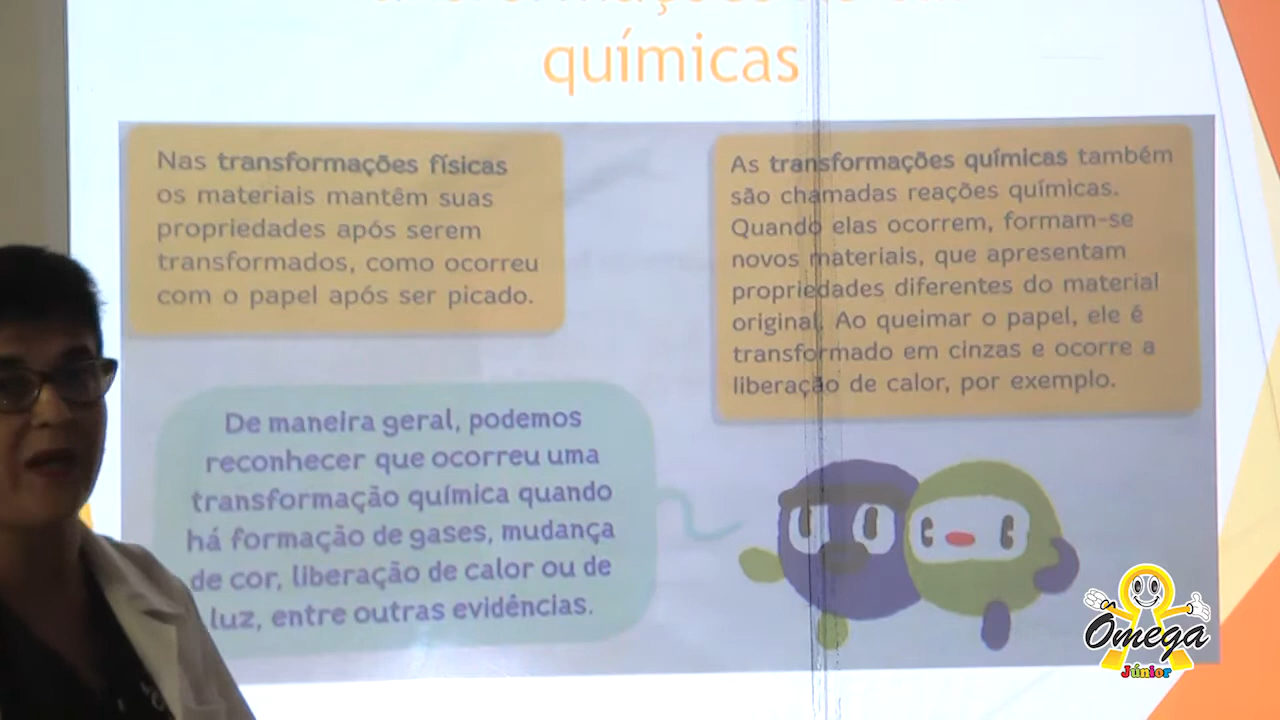 químicas
Nas transformações físicas
os materiais mantêm suas
propriedades após serem
transformados, como ocorreu
com o papel após ser picado.
As transformações químicas também
são chamadas reações químicas.
Quando elas ocorrem, formam-se
novos materiais, que apresentam
propriedades diferentes do material
original. Ao queimar o papel, ele é
transformado em cinzas e ocorre a
liberação de calor, por exemplo.
De maneira geral, podemos
reconhecer que ocorreu uma
transformação química quando
há formação de gases, mudança
de cor, liberação de calor ou de
luz, entre outras evidências.
Ômega
Júnior